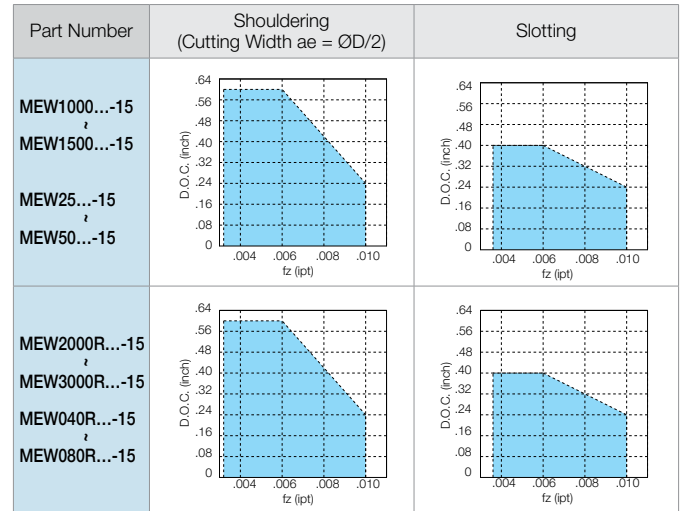 Part Number
Shouldering
(Cutting Width ae = ØD/2)
Slotting
MEW1000...-15
~
MEW1500...-15
MEW25...-15
~
MEW50...-15
D.O.C. (inch)
.64
.56
.48
.40
.32
.24
.16
.08
0
.004 .006 .008 .010
fz (ipt)
D.O.C. (inch)
.64
.56
.48
.40
.32
.24
.16
.08
0
.004 .006 .008 .010
fz (ipt)
MEW2000R...-15
~
MEW3000R...-15
MEW040R...-15
~
MEW080R...-15
D.O.C. (inch)
.64
.56
.48
.40
.32
.24
.16
.08
0
.004 .006 .008 .010
fz (ipt)
D.O.C. (inch)
.64
.56
.48
.40
.32
.24
.16
.08
0
.004 .006 .008 .010
fz (ipt)